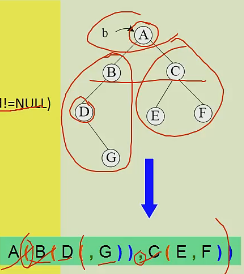 b A
B C
!=NULL)
D E F
G
A(B(D(,G)),C(E,F))